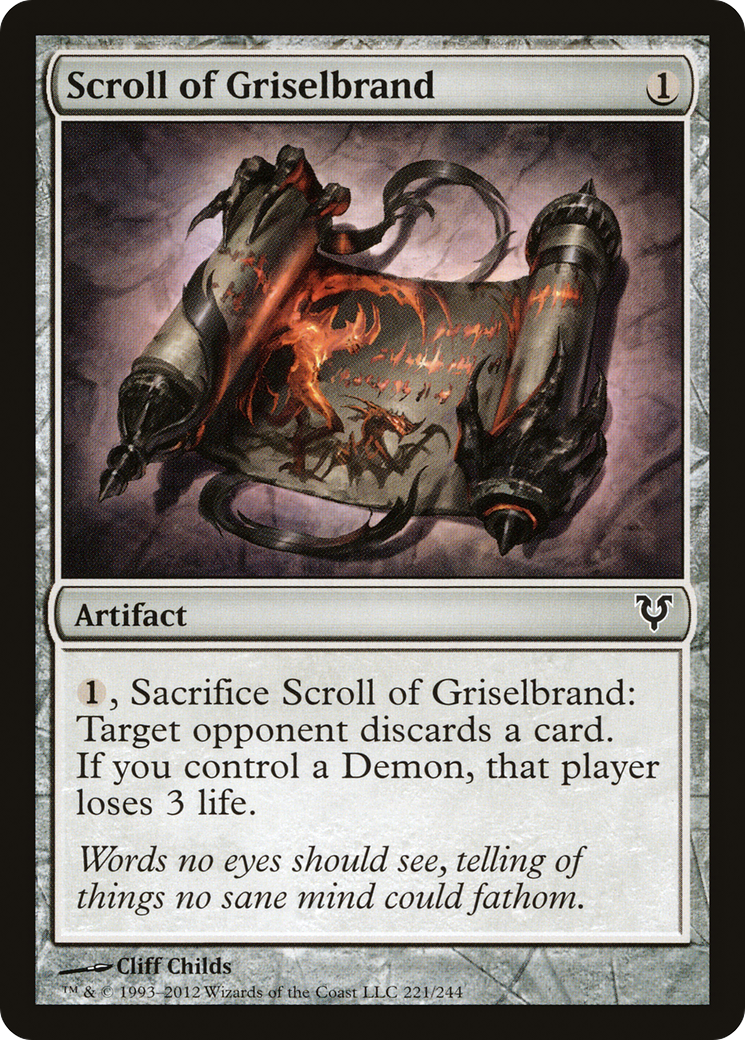 Scroll of Griselbrand 1
Artifact
1, Sacrifice Scroll of Griselbrand:
Target opponent discards a card.
If you control a Demon, that player
loses 3 life.
Words no eyes should see, telling of
things no sane mind could fathom.
Cliff Childs
™ & © 1993–2012 Wizards of the Coast LLC 221/244